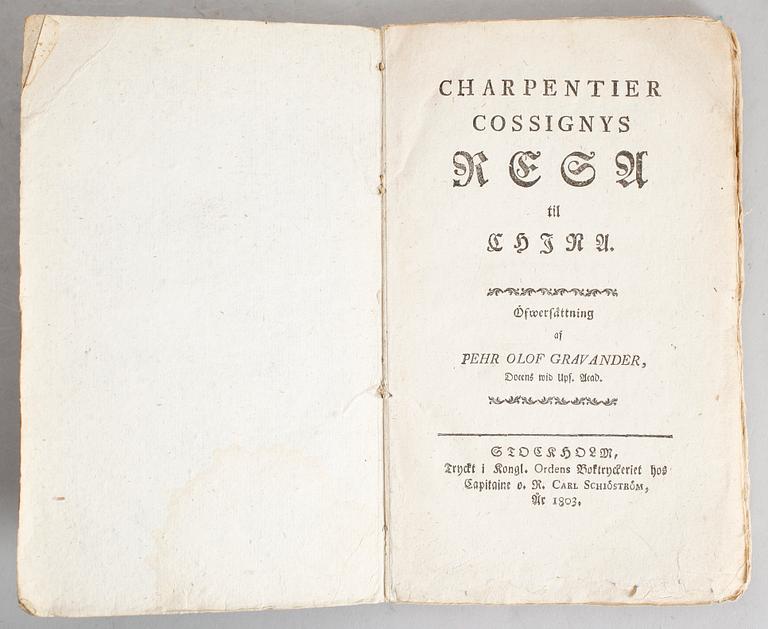 CHARPENTIER
COSSIGNYS
RESA
til
CHINA.
Öfwersättning
af
PEHR OLOF GRAVANDER,
Docens wid Ups. Acad.
STOCKHOLM,
Tryckt i Kongl. Ordens Boktryckeriet hos
Capitaine v. R. CARL SCHIÖSTRÖM,
År 1803.